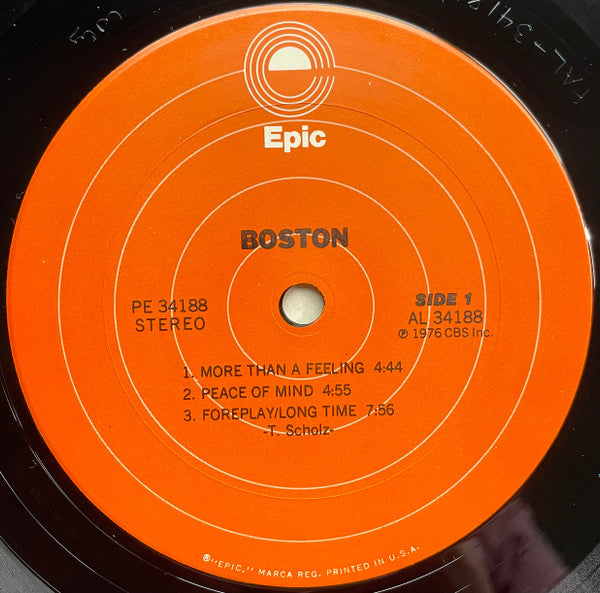 Epic
BOSTON
PE 34188
STEREO
SIDE 1
AL 34188
℗ 1976 CBS Inc.
1. MORE THAN A FEELING 4:44
2. PEACE OF MIND 4:55
3. FOREPLAY/LONG TIME 7:56
-T. Scholz-
®"EPIC," MARCA REG. PRINTED IN U.S.A.